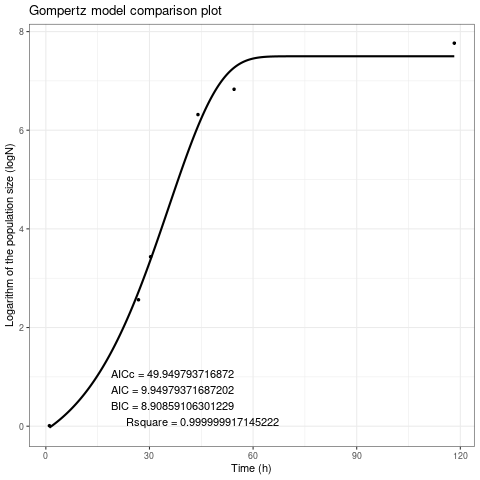 Gompertz model comparison plot
Logarithm of the population size (logN)
8
6
4
2
0
AICc = 49.949793716872
AIC = 9.94979371687202
BIC = 8.90859106301229
Rsquare = 0.999999917145222
0 30 60 90 120
Time (h)